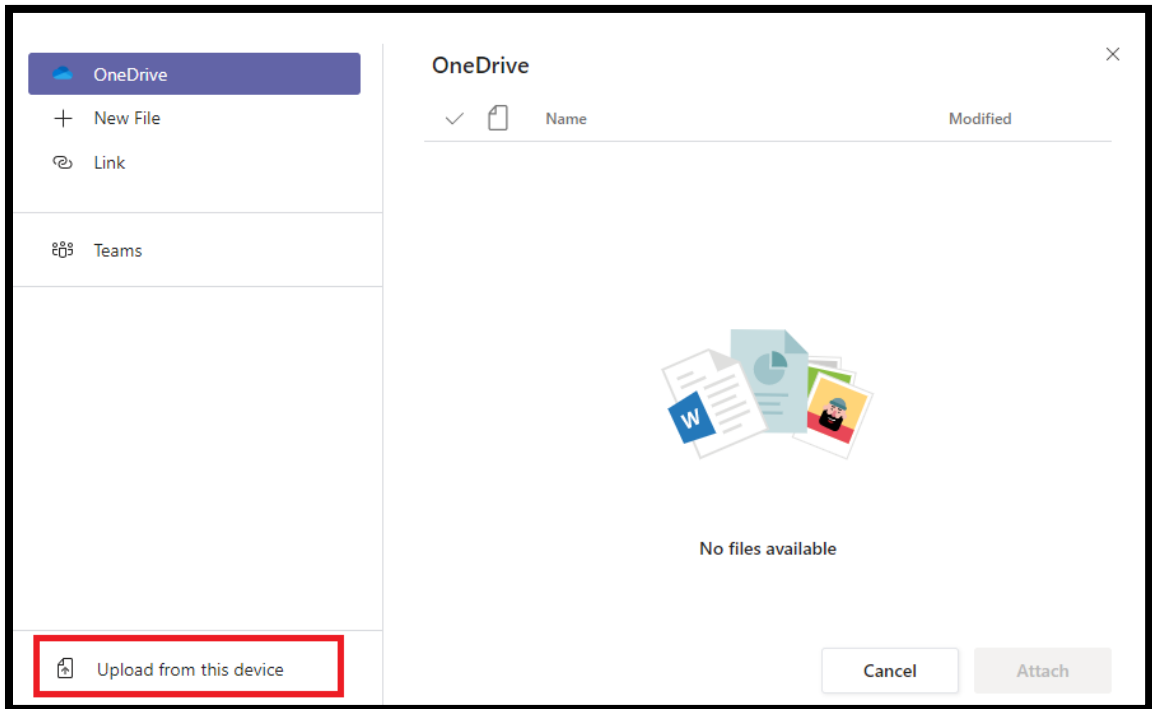 OneDrive
New File
Link
Teams
Upload from this device
OneDrive
Name Modified
W
No files available
Cancel Attach